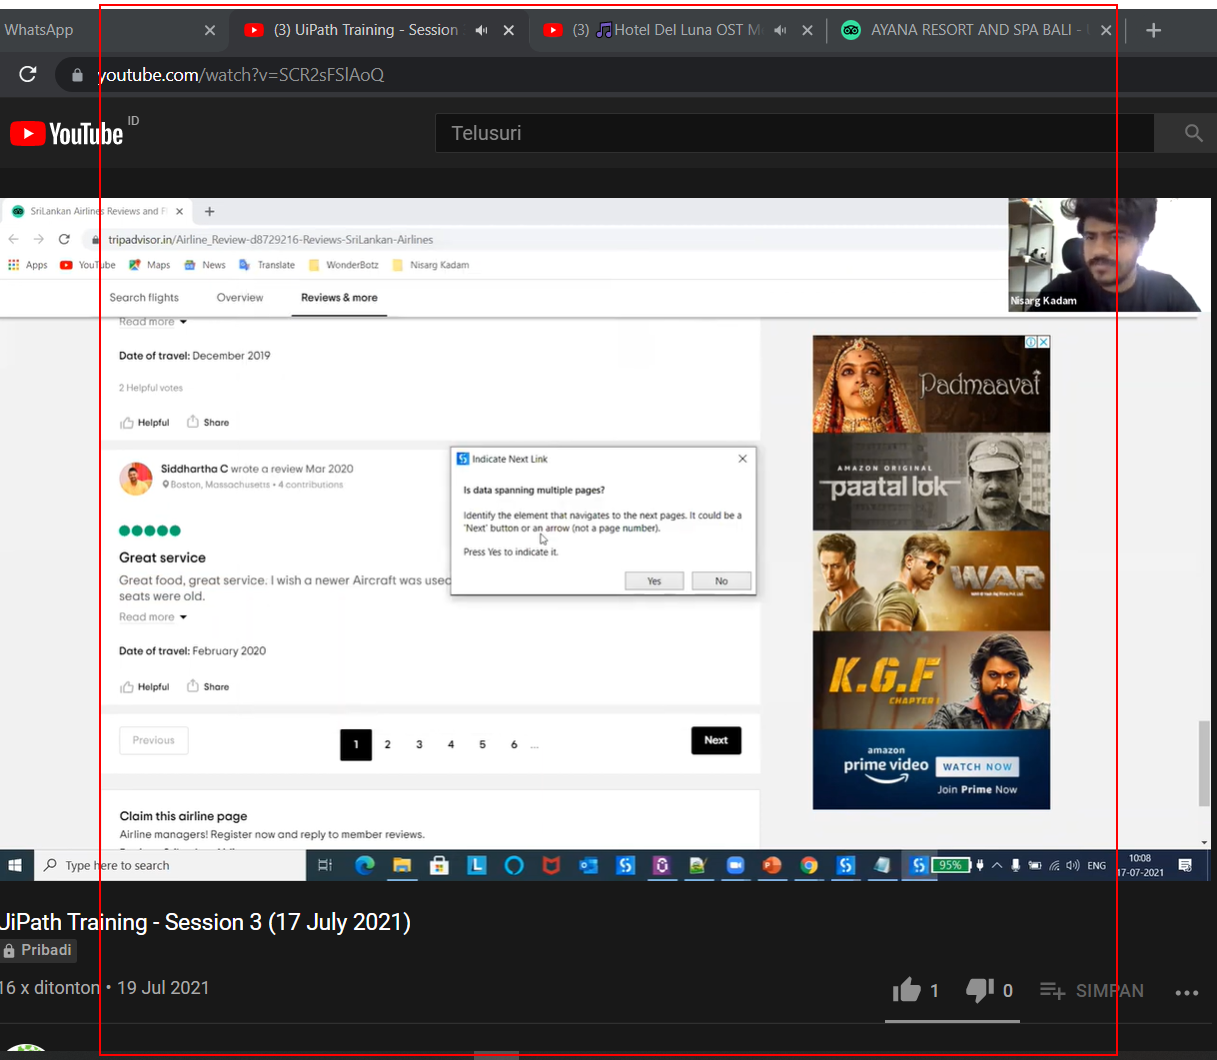 WhatsApp
(3) UiPath Training - Session
(3) 🎵Hotel Del Luna OST M
AYANA RESORT AND SPA BALI -
youtube.com/watch?v=SCR2sFSlAoQ
YouTube ID
Telusuri
SriLankan Airlines Reviews and F
tripadvisor.in/Airline_Review-d8729216-Reviews-SriLankan-Airlines
Apps YouTube Maps News Translate WonderBotz Nisarg Kadam
Nisarg Kadam
Search flights Overview Reviews & more
Read more
Date of travel: December 2019
2 Helpful votes
Helpful Share
Siddhartha C wrote a review Mar 2020
Boston, Massachusetts • 4 contributions
Great service
Great food, great service. I wish a newer Aircraft was used
seats were old.
Read more
Date of travel: February 2020
Helpful Share
Indicate Next Link
Is data spanning multiple pages?
Identify the element that navigates to the next pages. It could be a
'Next' button or an arrow (not a page number).
Press Yes to indicate it.
Yes No
Padmaavat
AMAZON ORIGINAL
paatal lok
WAR
K.G.F
CHAPTER 1
amazon
prime video
WATCH NOW
Join Prime Now
Previous 1 2 3 4 5 6 ... Next
Claim this airline page
Airline managers! Register now and reply to member reviews.
Type here to search
95%
ENG
10:08
17-07-2021
UiPath Training - Session 3 (17 July 2021)
Pribadi
16 x ditonton • 19 Jul 2021
1 0 SIMPAN